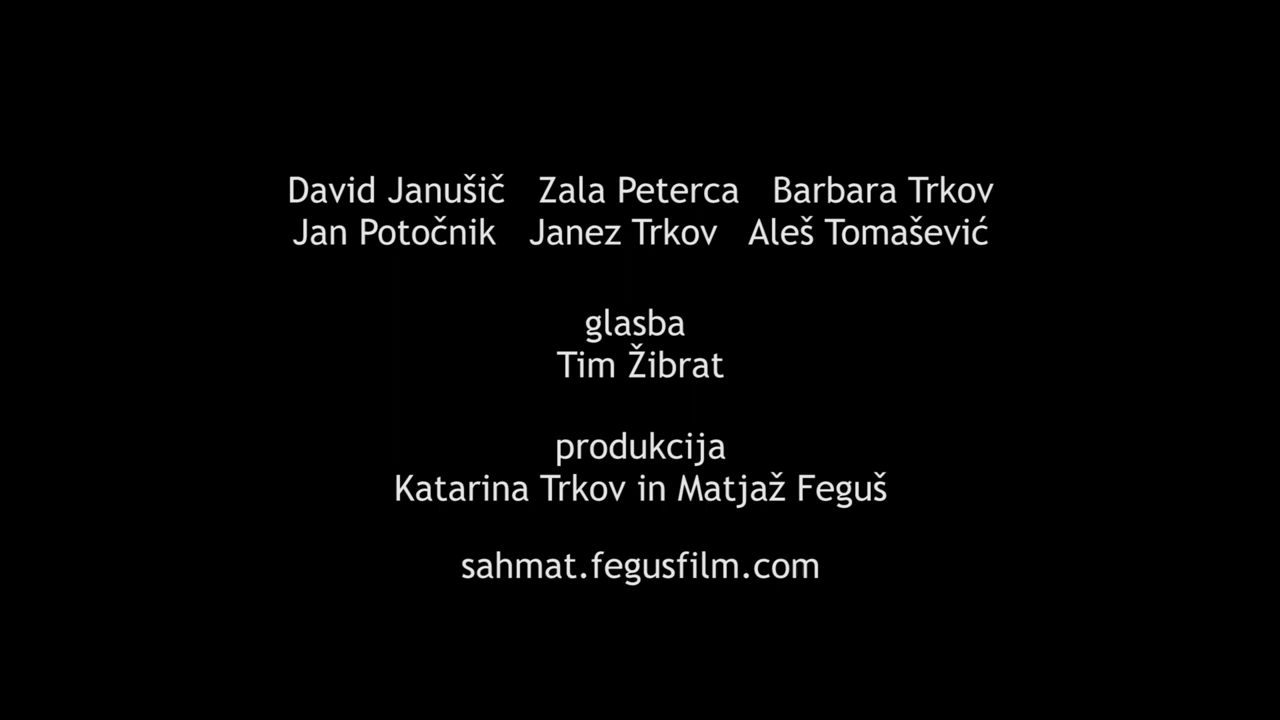 David Janušič Zala Peterca Barbara Trkov
Jan Potočnik Janez Trkov Aleš Tomašević
glasba
Tim Žibrat
produkcija
Katarina Trkov in Matjaž Feguš
sahmat.fegusfilm.com